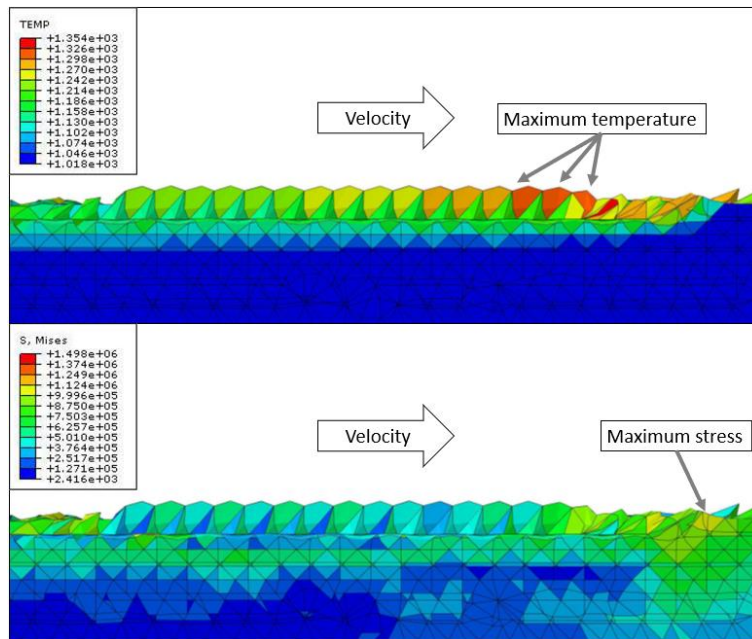 TEMP
+1.354e+03
+1.326e+03
+1.298e+03
+1.270e+03
+1.242e+03
+1.214e+03
+1.186e+03
+1.158e+03
+1.130e+03
+1.102e+03
+1.074e+03
+1.046e+03
+1.018e+03
Velocity
Maximum temperature
S, Mises
+1.498e+06
+1.374e+06
+1.249e+06
+1.124e+06
+9.996e+05
+8.750e+05
+7.503e+05
+6.257e+05
+5.010e+05
+3.764e+05
+2.517e+05
+1.271e+05
+2.416e+03
Velocity
Maximum stress